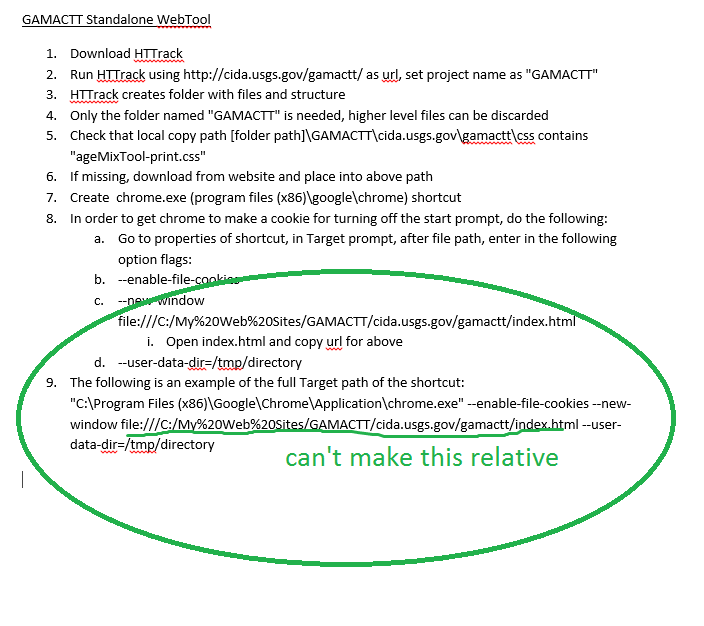 GAMACTT Standalone WebTool
1. Download HTTrack
2. Run HTTrack using http://cida.usgs.gov/gamactt/ as url, set project name as "GAMACTT"
3. HTTrack creates folder with files and structure
4. Only the folder named "GAMACTT" is needed, higher level files can be discarded
5. Check that local copy path [folder path]\GAMACTT\cida.usgs.gov\gamactt\css contains
"ageMixTool-print.css"
6. If missing, download from website and place into above path
7. Create  chrome.exe (program files (x86)\google\chrome) shortcut
8. In order to get chrome to make a cookie for turning off the start prompt, do the following:
a. Go to properties of shortcut, in Target prompt, after file path, enter in the following
option flags:
b. --enable-file-cookies
c. --new-window
file:///C:/My%20Web%20Sites/GAMACTT/cida.usgs.gov/gamactt/index.html
i. Open index.html and copy url for above
d. --user-data-dir=/tmp/directory
9. The following is an example of the full Target path of the shortcut:
"C:\Program Files (x86)\Google\Chrome\Application\chrome.exe" --enable-file-cookies --new-
window file:///C:/My%20Web%20Sites/GAMACTT/cida.usgs.gov/gamactt/index.html --user-
data-dir=/tmp/directory
can't make this relative